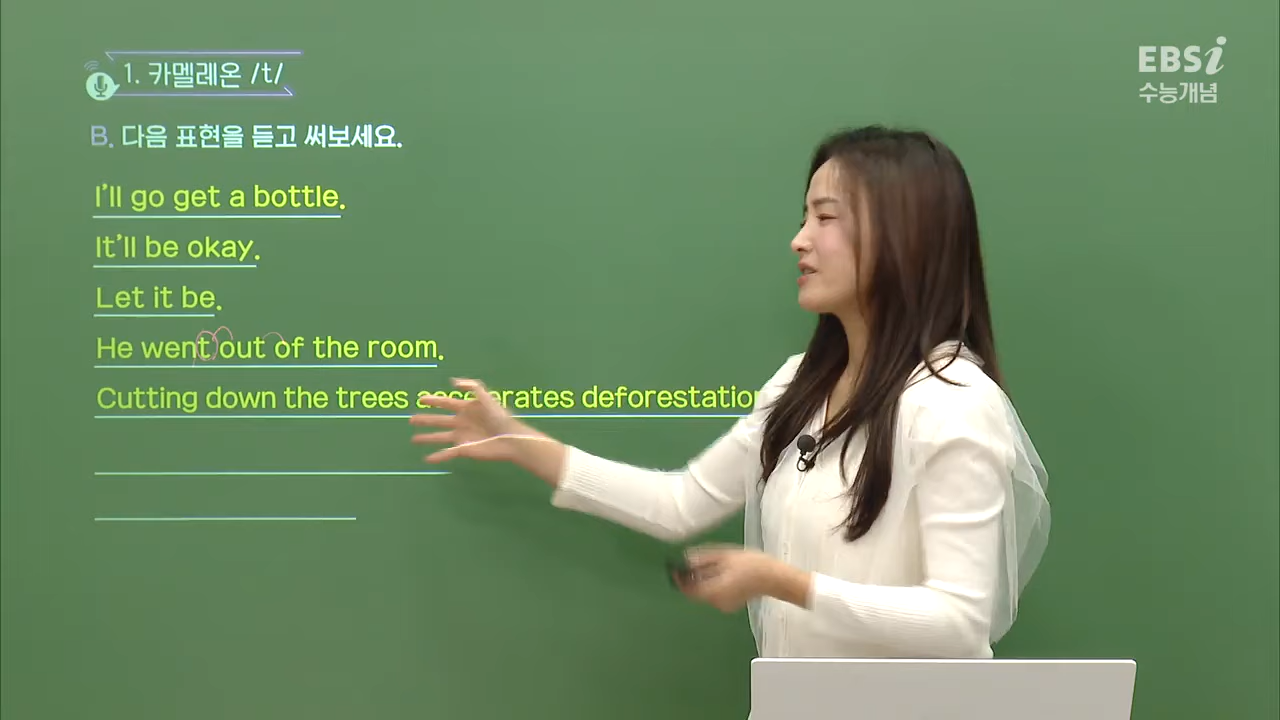 1. 카멜레온 /t/
EBSi
수능개념
B. 다음 표현을 듣고 써보세요.
I'll go get a bottle.
It'll be okay.
Let it be.
He went out of the room.
Cutting down the trees accelerates deforestation